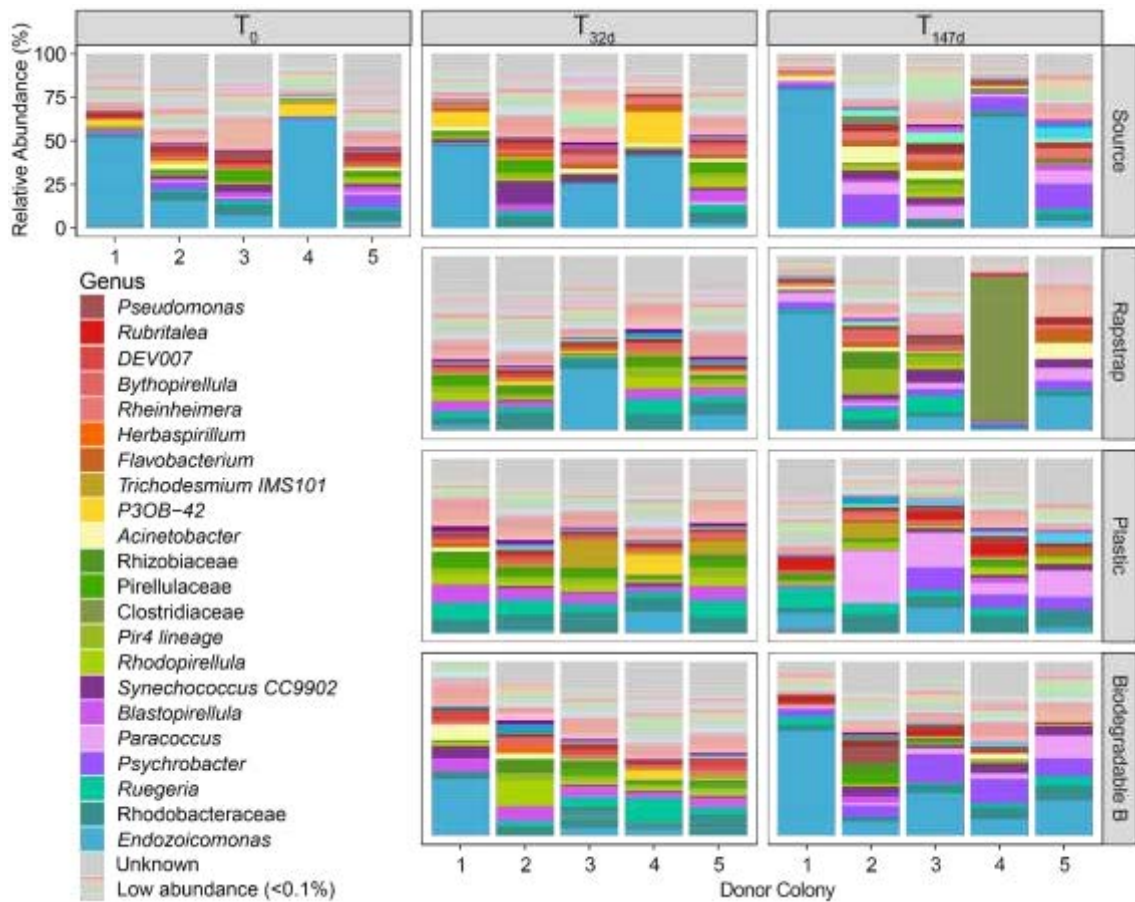 T0
T32d
T147d
Relative Abundance (%)
100
75
50
25
0
Source
1 2 3 4 5
Rapstrap
Plastic
Biodegradable B
Genus
Pseudomonas
Rubritalea
DEV007
Bythopirellula
Rheinheimera
Herbaspirillum
Flavobacterium
Trichodesmium IMS101
P3OB-42
Acinetobacter
Rhizobiaceae
Pirellulaceae
Clostridiaceae
Pir4 lineage
Rhodopirellula
Synechococcus CC9902
Blastopirellula
Paracoccus
Psychrobacter
Ruegeria
Rhodobacteraceae
Endozoicomonas
Unknown
Low abundance (<0.1%)
1 2 3 4 5
1 2 3 4 5
Donor Colony